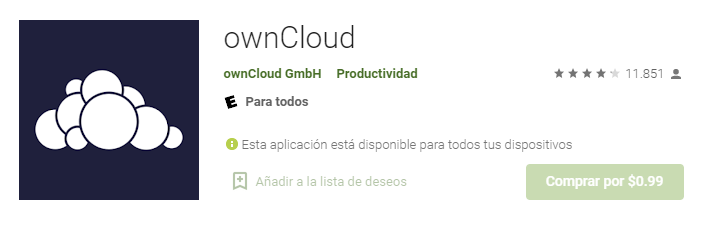 ownCloud
ownCloud GmbH Productividad
11.851
E Para todos
Esta aplicación está disponible para todos tus dispositivos
Añadir a la lista de deseos
Comprar por $0.99